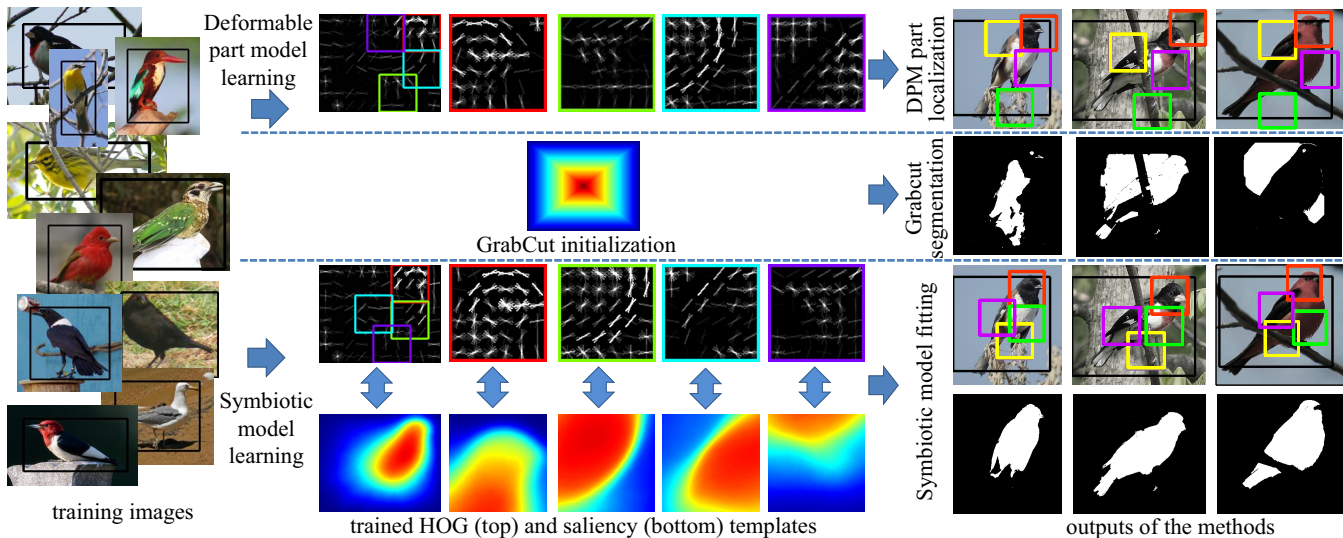 Deformable
part model
learning
DPM part
localization
GrabCut initialization
Grabcut
segmentation
Symbiotic
model
learning
Symbiotic model fitting
training images
trained HOG (top) and saliency (bottom) templates
outputs of the methods